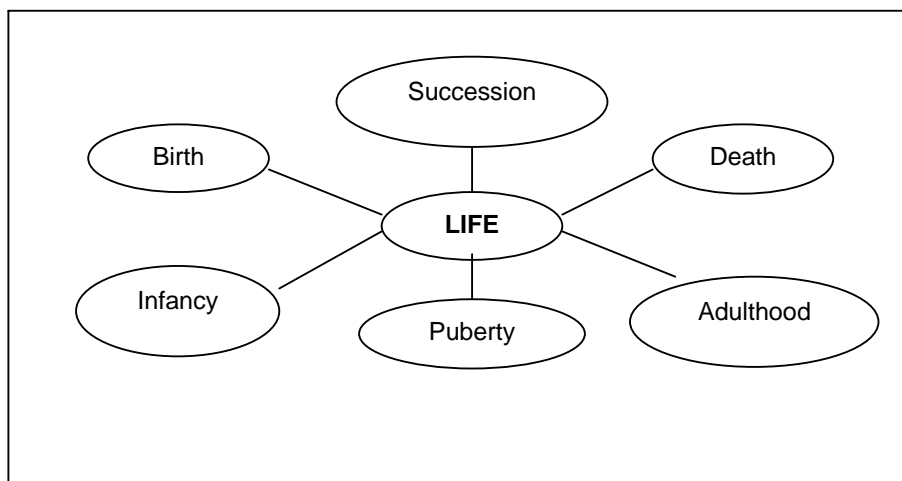 Succession
Birth
Death
LIFE
Infancy
Adulthood
Puberty